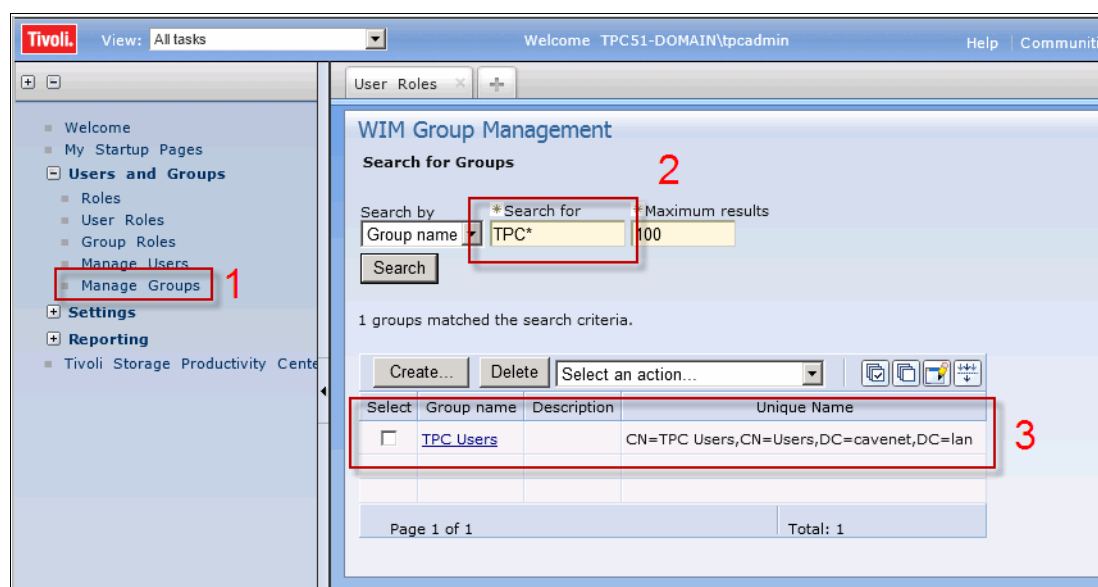 Tivoli. View: All tasks Welcome TPC51-DOMAIN\tpcadmin Help Communiti
User Roles
Welcome
My Startup Pages
Users and Groups
Roles
User Roles
Group Roles
Manage Users
Manage Groups
1
Settings
Reporting
Tivoli Storage Productivity Cente
WIM Group Management
Search for Groups
2
Search by *Search for *Maximum results
Group name TPC* 100
Search
1 groups matched the search criteria.
Create... Delete Select an action...
Select Group name Description Unique Name
TPC Users CN=TPC Users,CN=Users,DC=cavenet,DC=lan
3
Page 1 of 1 Total: 1